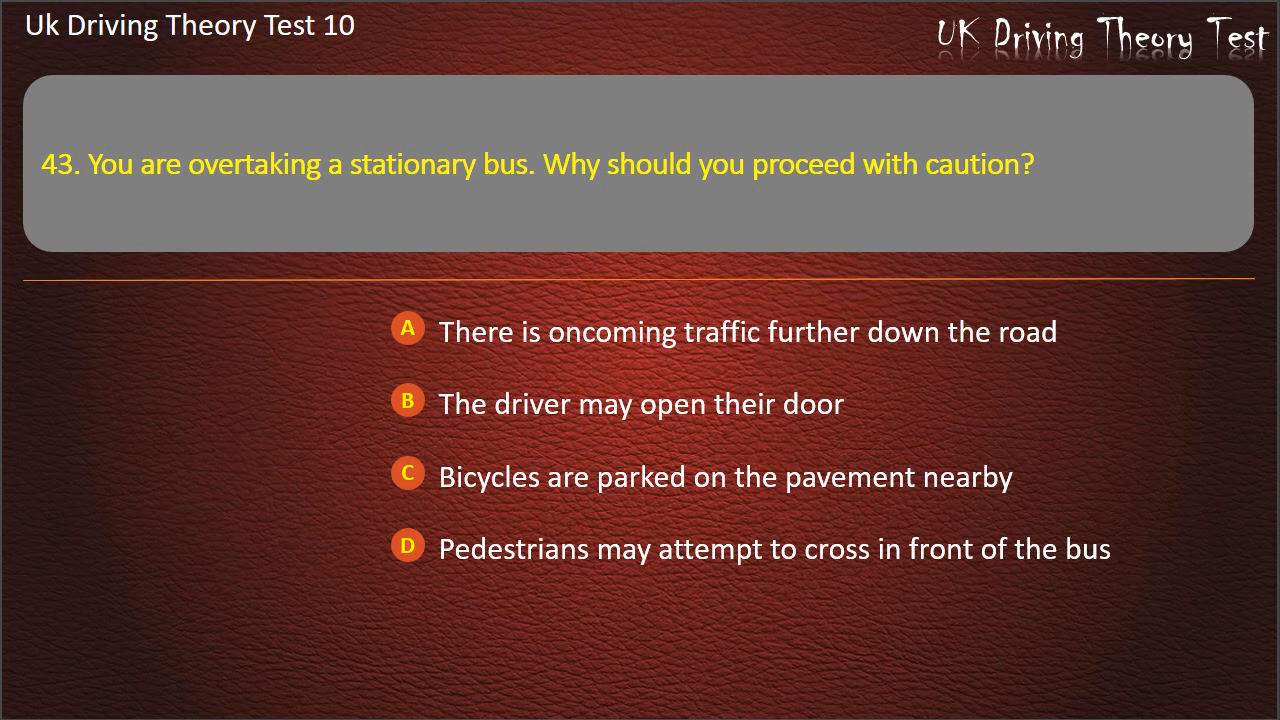 Uk Driving Theory Test 10
UK Driving Theory Test
43. You are overtaking a stationary bus. Why should you proceed with caution?
A There is oncoming traffic further down the road
B The driver may open their door
C Bicycles are parked on the pavement nearby
D Pedestrians may attempt to cross in front of the bus